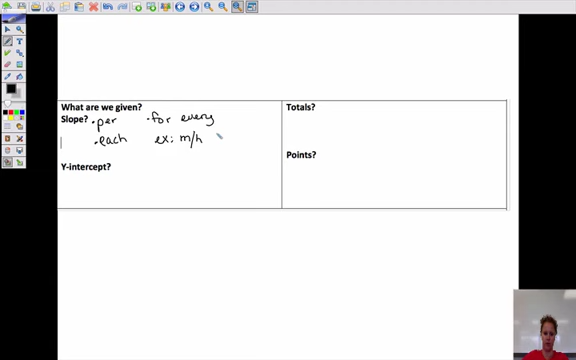 What are we given?
Slope? • per • for every
• each ex: m/h
Y-intercept?
Totals?
Points?